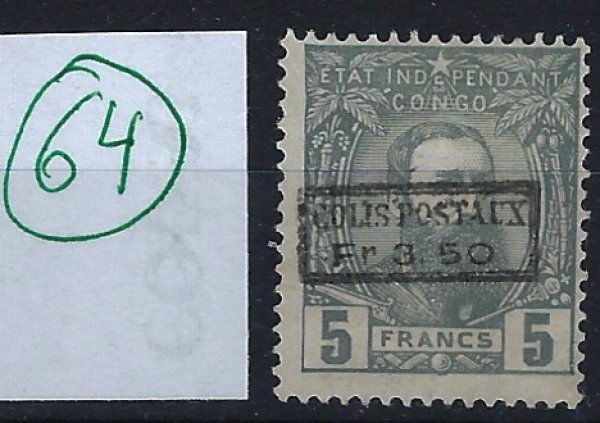 64
ETAT INDEPENDANT
CONGO
COLIS POSTAUX
Fr 3.50
5 FRANCS 5